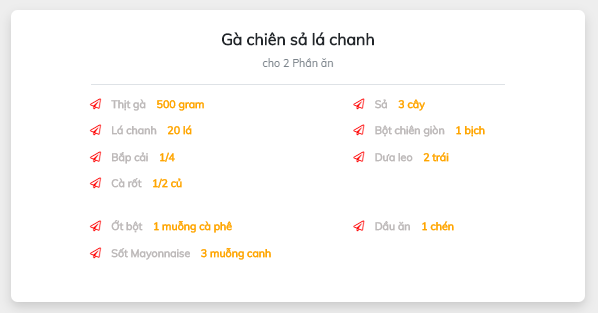 Gà chiên sả lá chanh
cho 2 Phần ăn
Thịt gà 500 gram
Sả 3 cây
Lá chanh 20 lá
Bột chiên giòn 1 bịch
Bắp cải 1/4
Dưa leo 2 trái
Cà rốt 1/2 củ
Ớt bột 1 muỗng cà phê
Dầu ăn 1 chén
Sốt Mayonnaise 3 muỗng canh